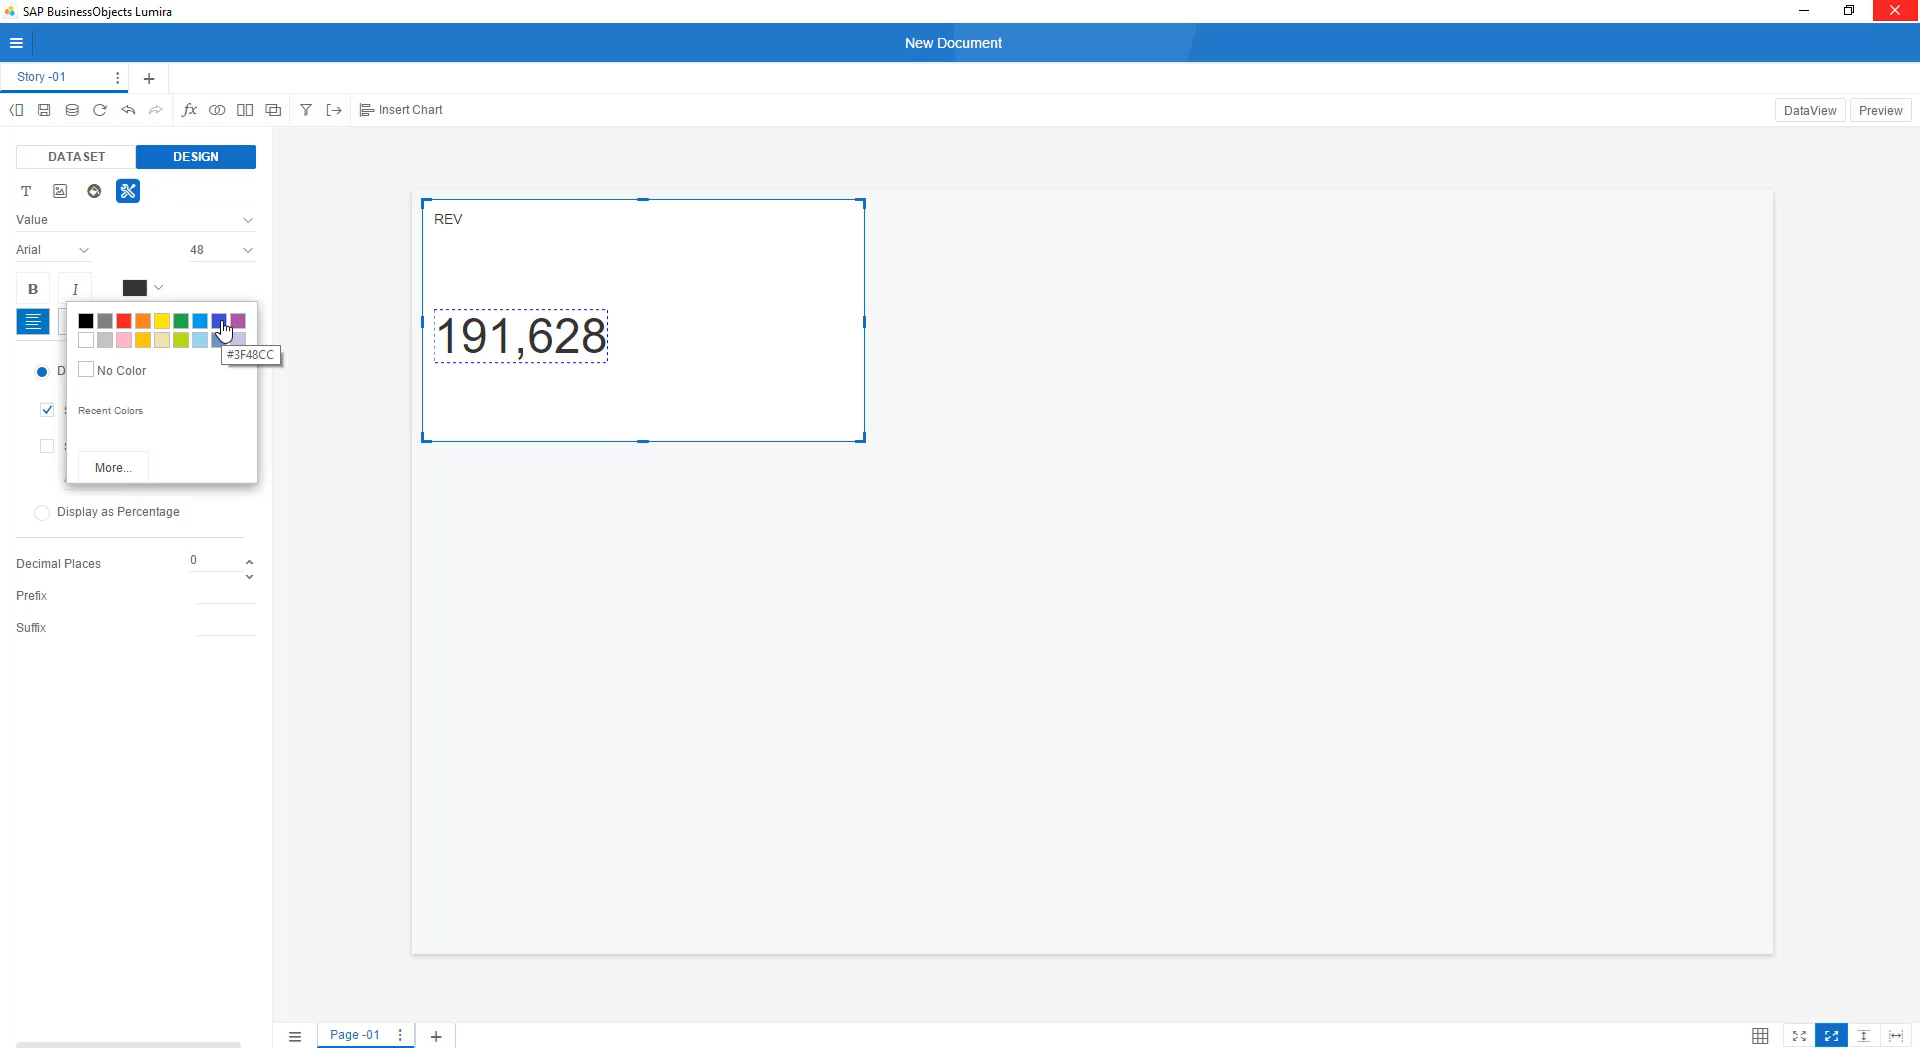 SAP BusinessObjects Lumira
New Document
Story -01
fx
Insert Chart
DataView
Preview
DATASET
DESIGN
T
Value
Arial
48
B
I
#3F48CC
No Color
Recent Colors
More...
D
Display as Percentage
Decimal Places
0
Prefix
Suffix
REV
191,628
Page -01